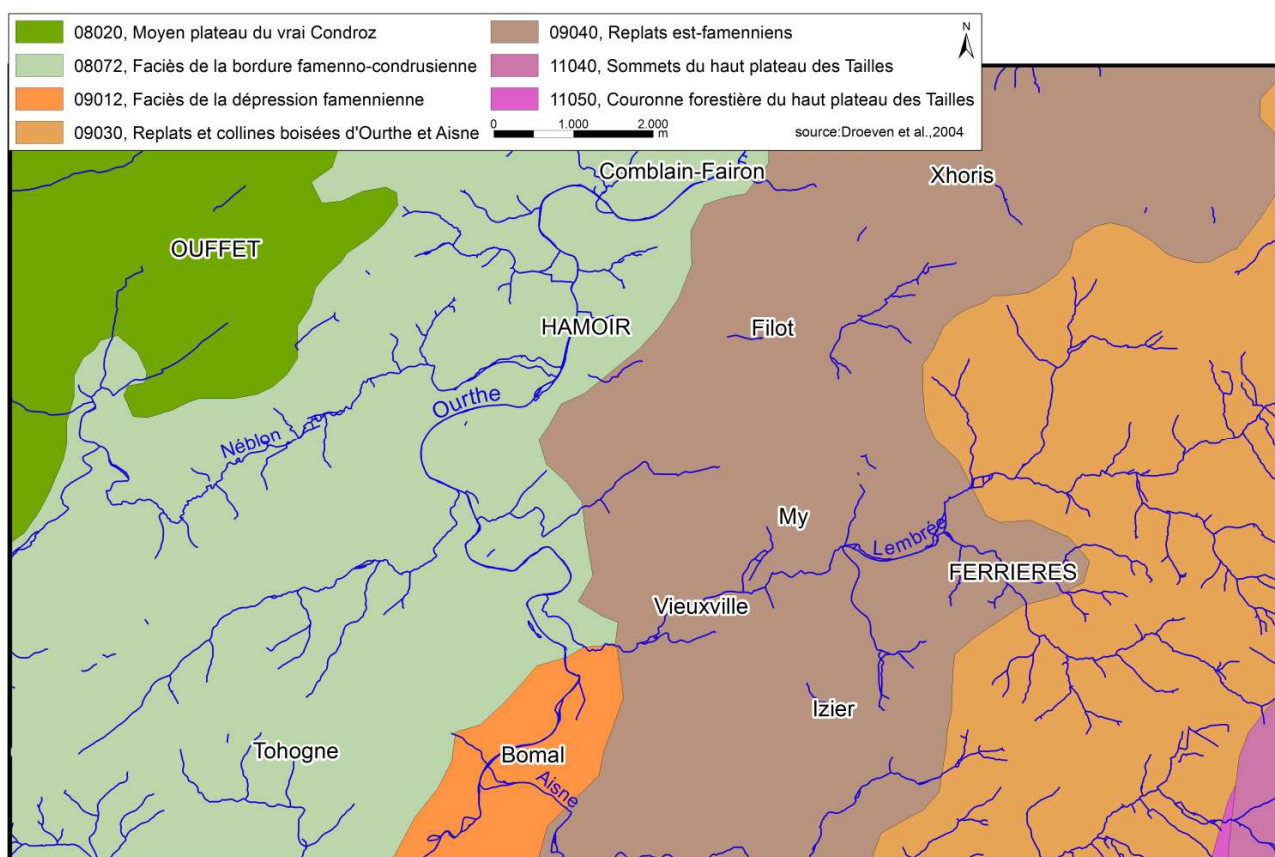 08020, Moyen plateau du vrai Condroz
08072, Faciès de la bordure famenno-condrusienne
09012, Faciès de la dépression famennienne
09030, Replats et collines boisées d'Ourthe et Aisne
09040, Replats est-famenniens
11040, Sommets du haut plateau des Tailles
11050, Couronne forestière du haut plateau des Tailles
N
0 1.000 2.000
m
source:Droeven et al.,2004
Comblain-Fairon
Xhoris
OUFFET
HAMOIR
Filot
Ourthe
Néblon
My
Lembrée
FERRIERES
Vieuxville
Izier
Tohogne
Bomal
Aisne